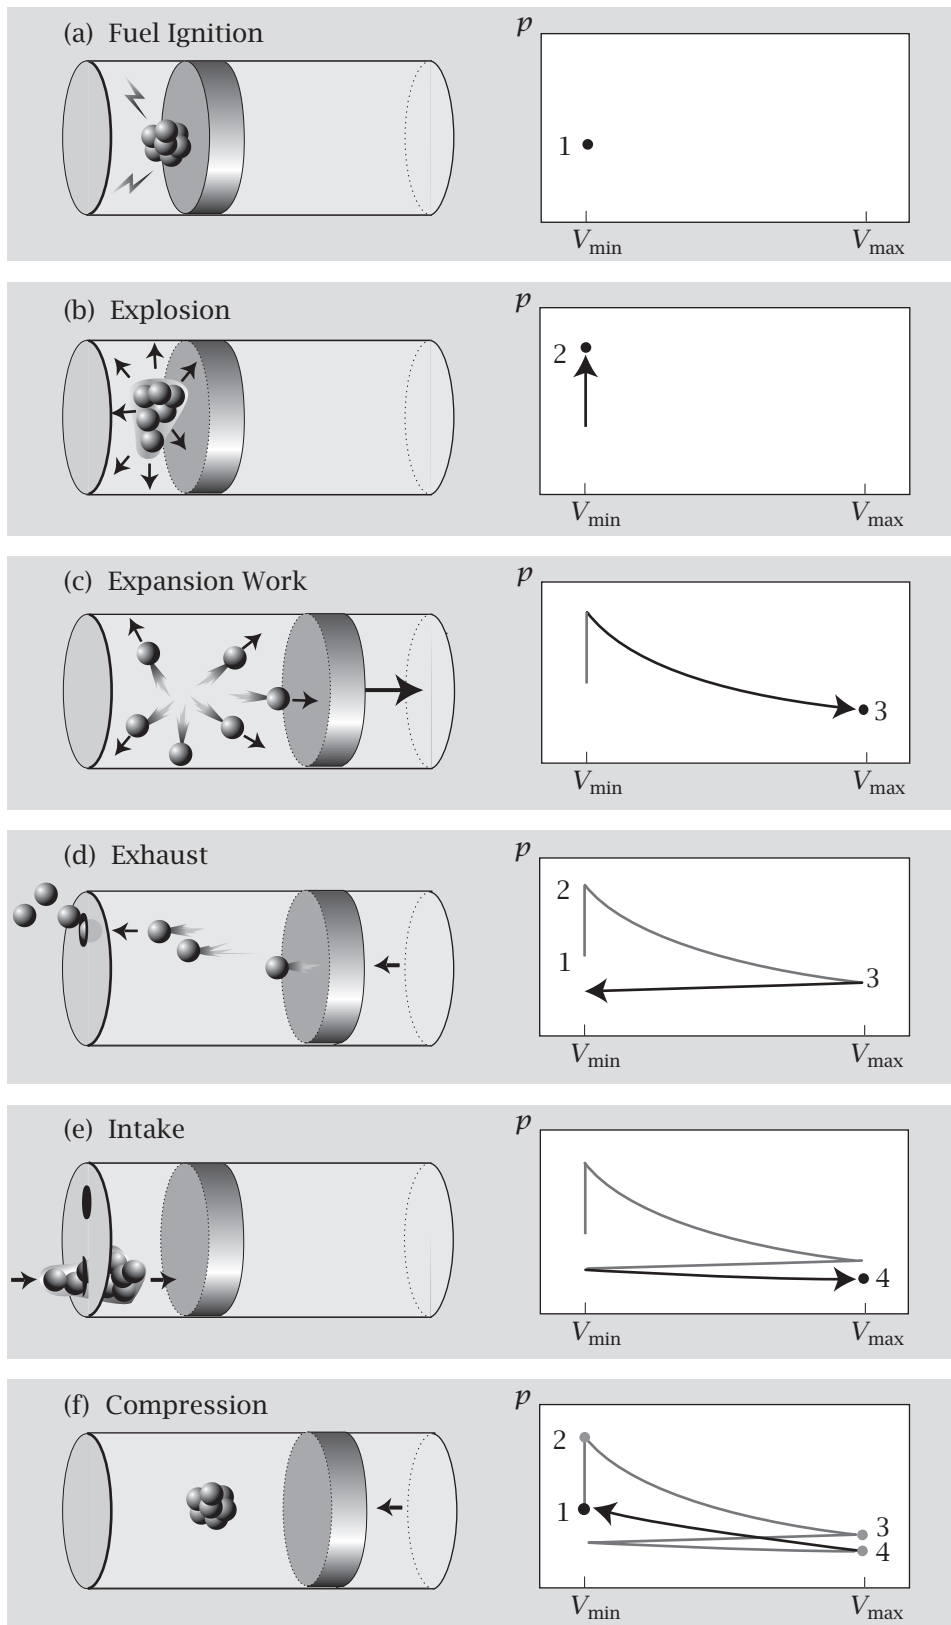 (a) Fuel Ignition
p
1
Vmin Vmax
(b) Explosion
p
2
Vmin Vmax
(c) Expansion Work
p
3
Vmin Vmax
(d) Exhaust
p
2
1
3
Vmin Vmax
(e) Intake
p
4
Vmin Vmax
(f) Compression
p
2
1
3
4
Vmin Vmax